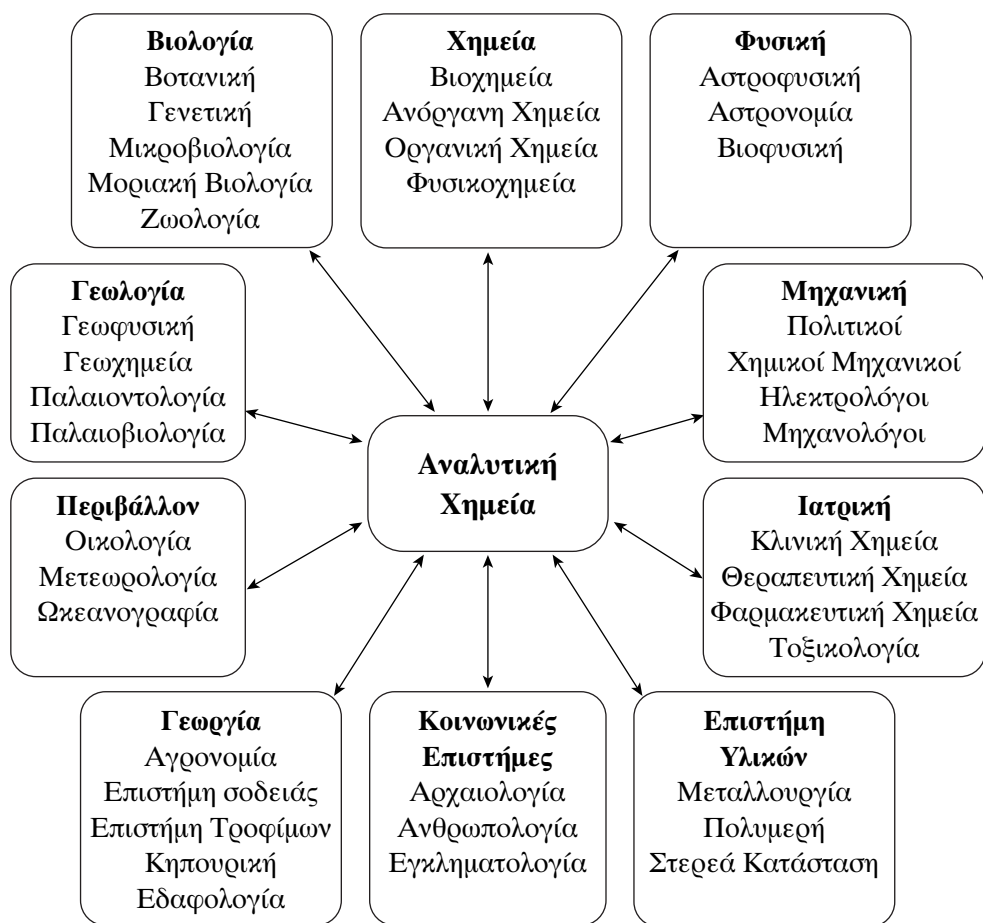 Βιολογία
Βοτανική
Γενετική
Μικροβιολογία
Μοριακή Βιολογία
Ζωολογία
Χημεία
Βιοχημεία
Ανόργανη Χημεία
Οργανική Χημεία
Φυσικοχημεία
Φυσική
Αστροφυσική
Αστρονομία
Βιοφυσική
Γεωλογία
Γεωφυσική
Γεωχημεία
Παλαιοντολογία
Παλαιοβιολογία
Μηχανική
Πολιτικοί
Χημικοί Μηχανικοί
Ηλεκτρολόγοι
Μηχανολόγοι
Αναλυτική
Χημεία
Περιβάλλον
Οικολογία
Μετεωρολογία
Ωκεανογραφία
Ιατρική
Κλινική Χημεία
Θεραπευτική Χημεία
Φαρμακευτική Χημεία
Τοξικολογία
Γεωργία
Αγρονομία
Επιστήμη σοδειάς
Επιστήμη Τροφίμων
Κηπουρική
Εδαφολογία
Κοινωνικές
Επιστήμες
Αρχαιολογία
Ανθρωπολογία
Εγκληματολογία
Επιστήμη
Υλικών
Μεταλλουργία
Πολυμερή
Στερεά Κατάσταση